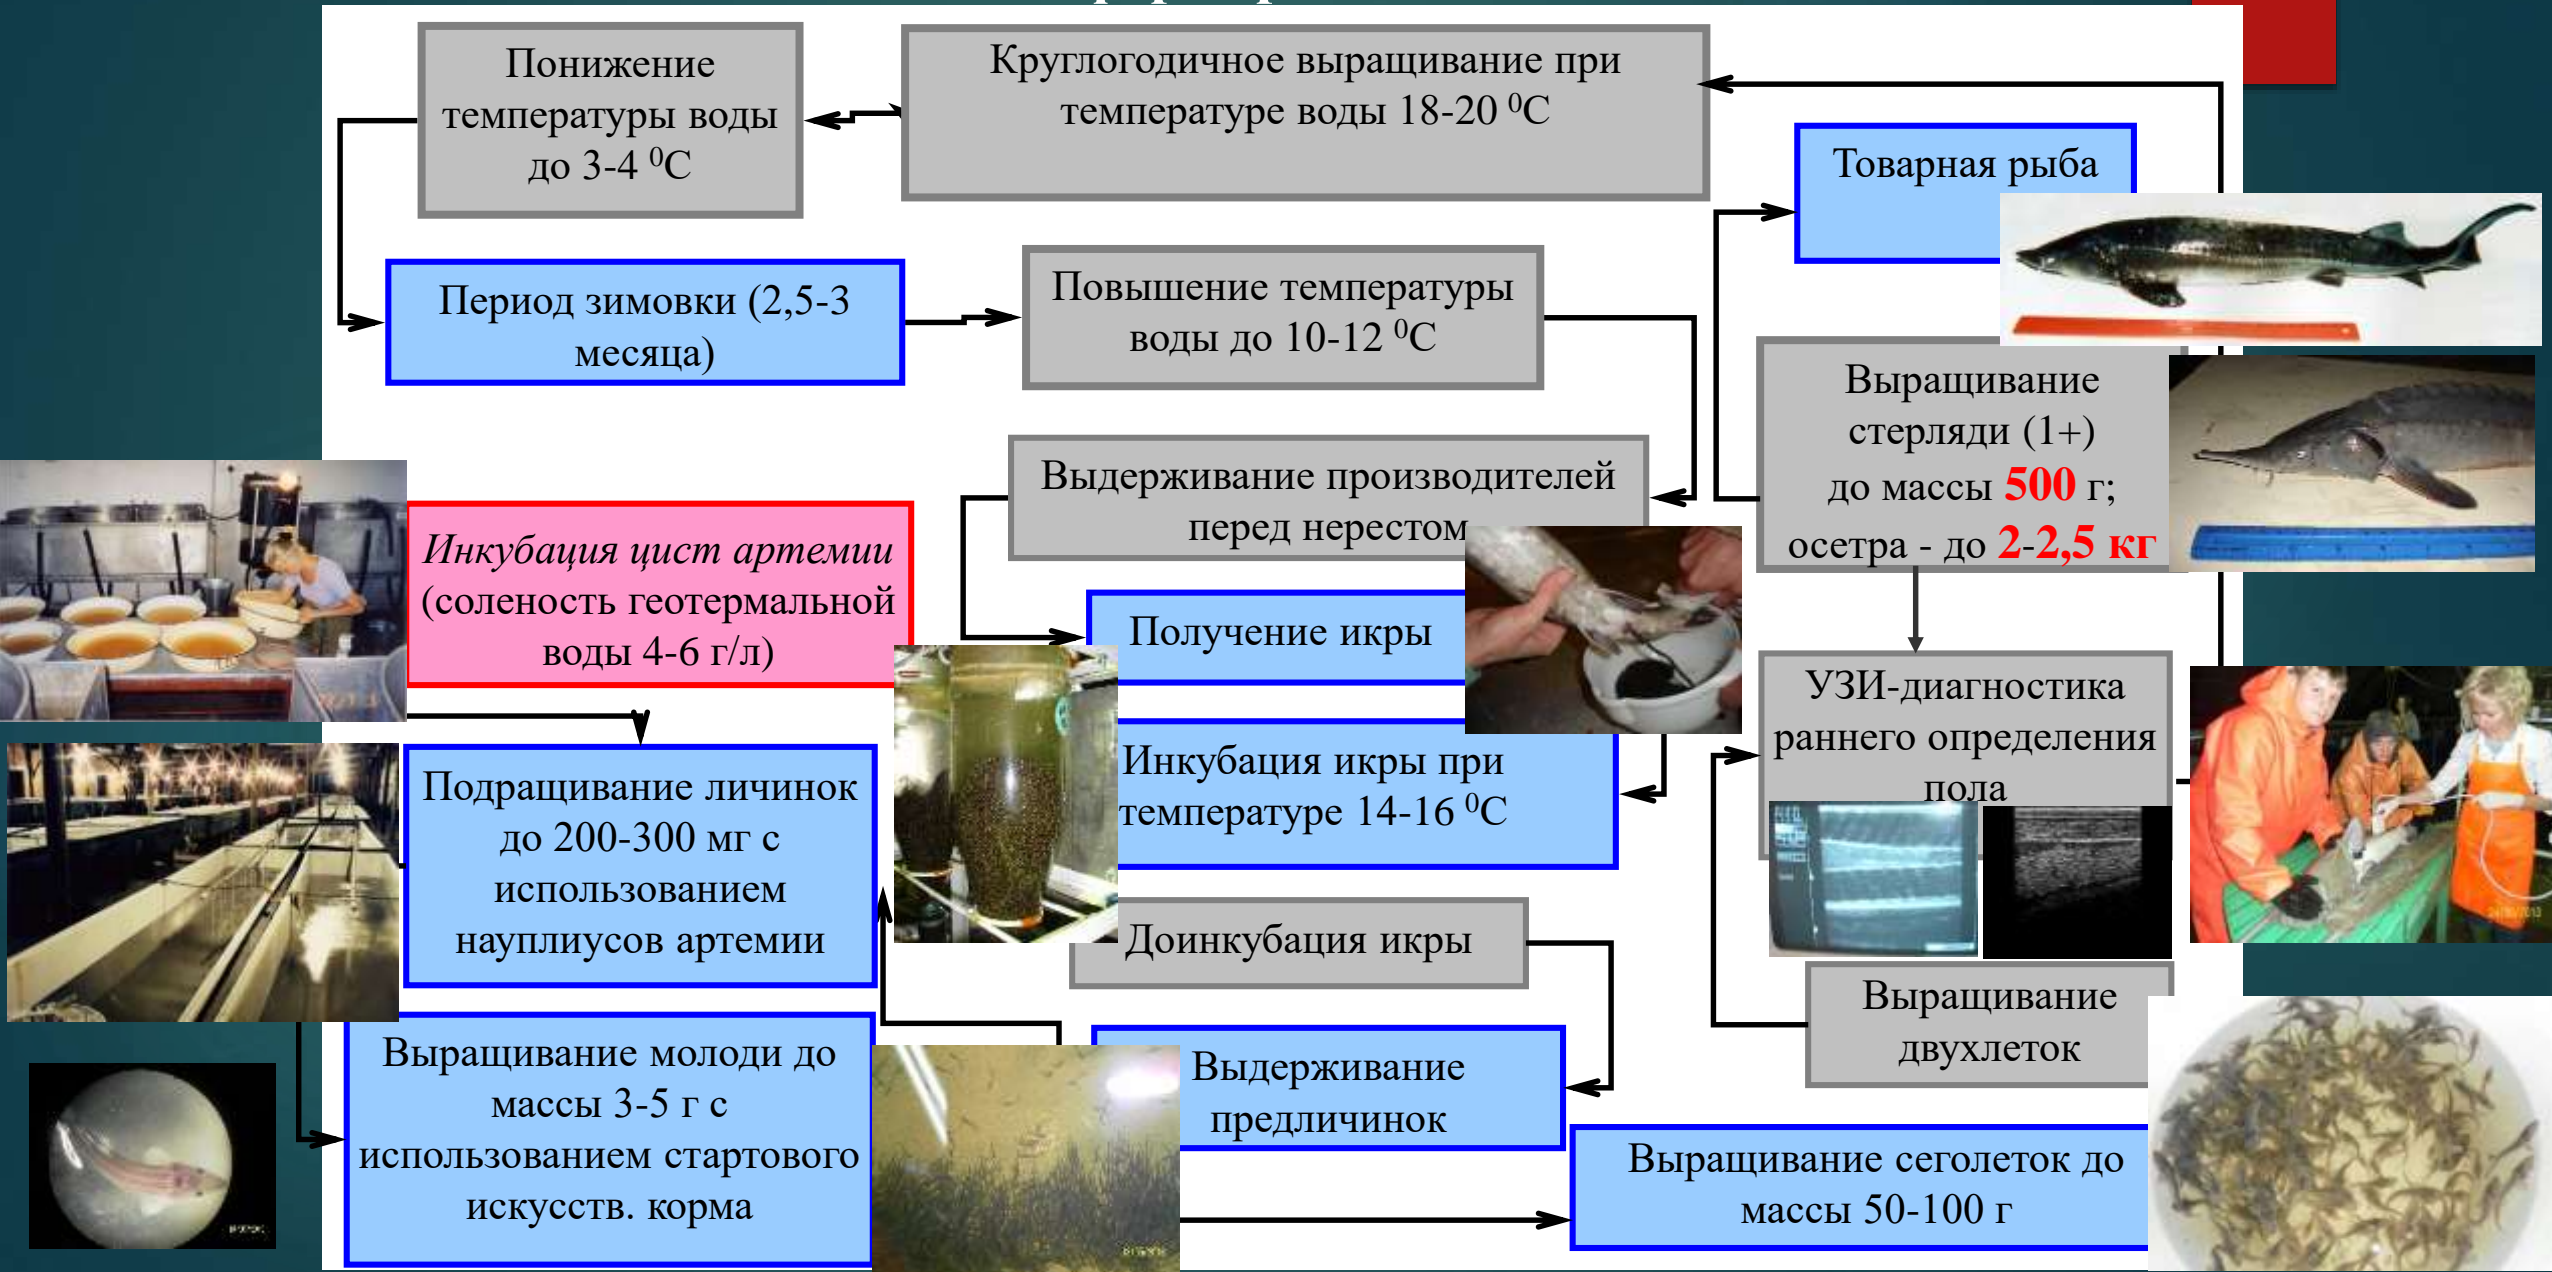 Понижение
температуры воды
до 3-4 ⁰С
Круглогодичное выращивание при
температуре воды 18-20 ⁰С
Товарная рыба
Период зимовки (2,5-3
месяца)
Повышение температуры
воды до 10-12 ⁰С
Выращивание
стерляди (1+)
до массы 500 г;
осетра - до 2-2,5 кг
Выдерживание производителей
перед нерестом
Инкубация цист артемии
(соленость геотермальной
воды 4-6 г/л)
Получение икры
УЗИ-диагностика
раннего определения
пола
Инкубация икры при
температуре 14-16 ⁰С
Подращивание личинок
до 200-300 мг с
использованием
науплиусов артемии
Доинкубация икры
Выращивание
двухлеток
Выращивание молоди до
массы 3-5 г с
использованием стартового
искусств. корма
Выдерживание
предличинок
Выращивание сеголеток до
массы 50-100 г